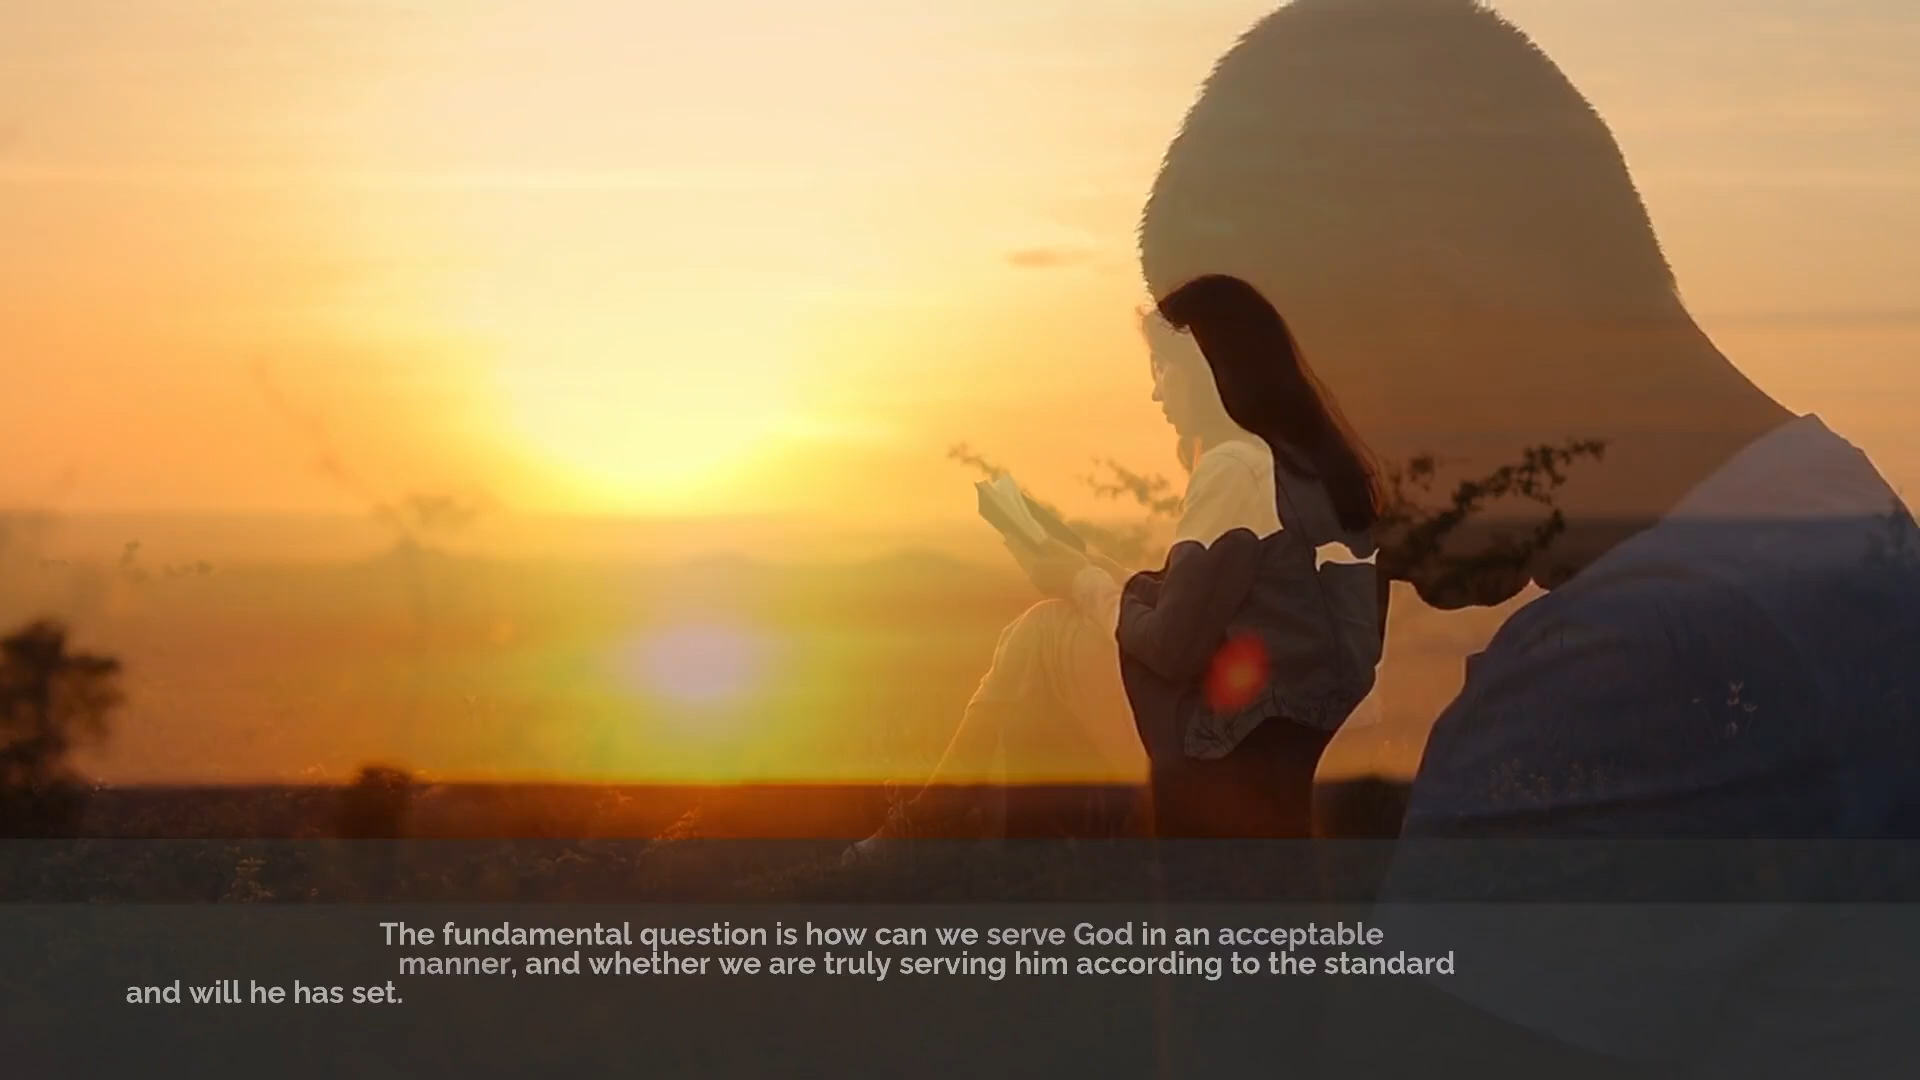 The fundamental question is how can we serve God in an acceptable
manner, and whether we are truly serving him according to the standard
and will he has set.